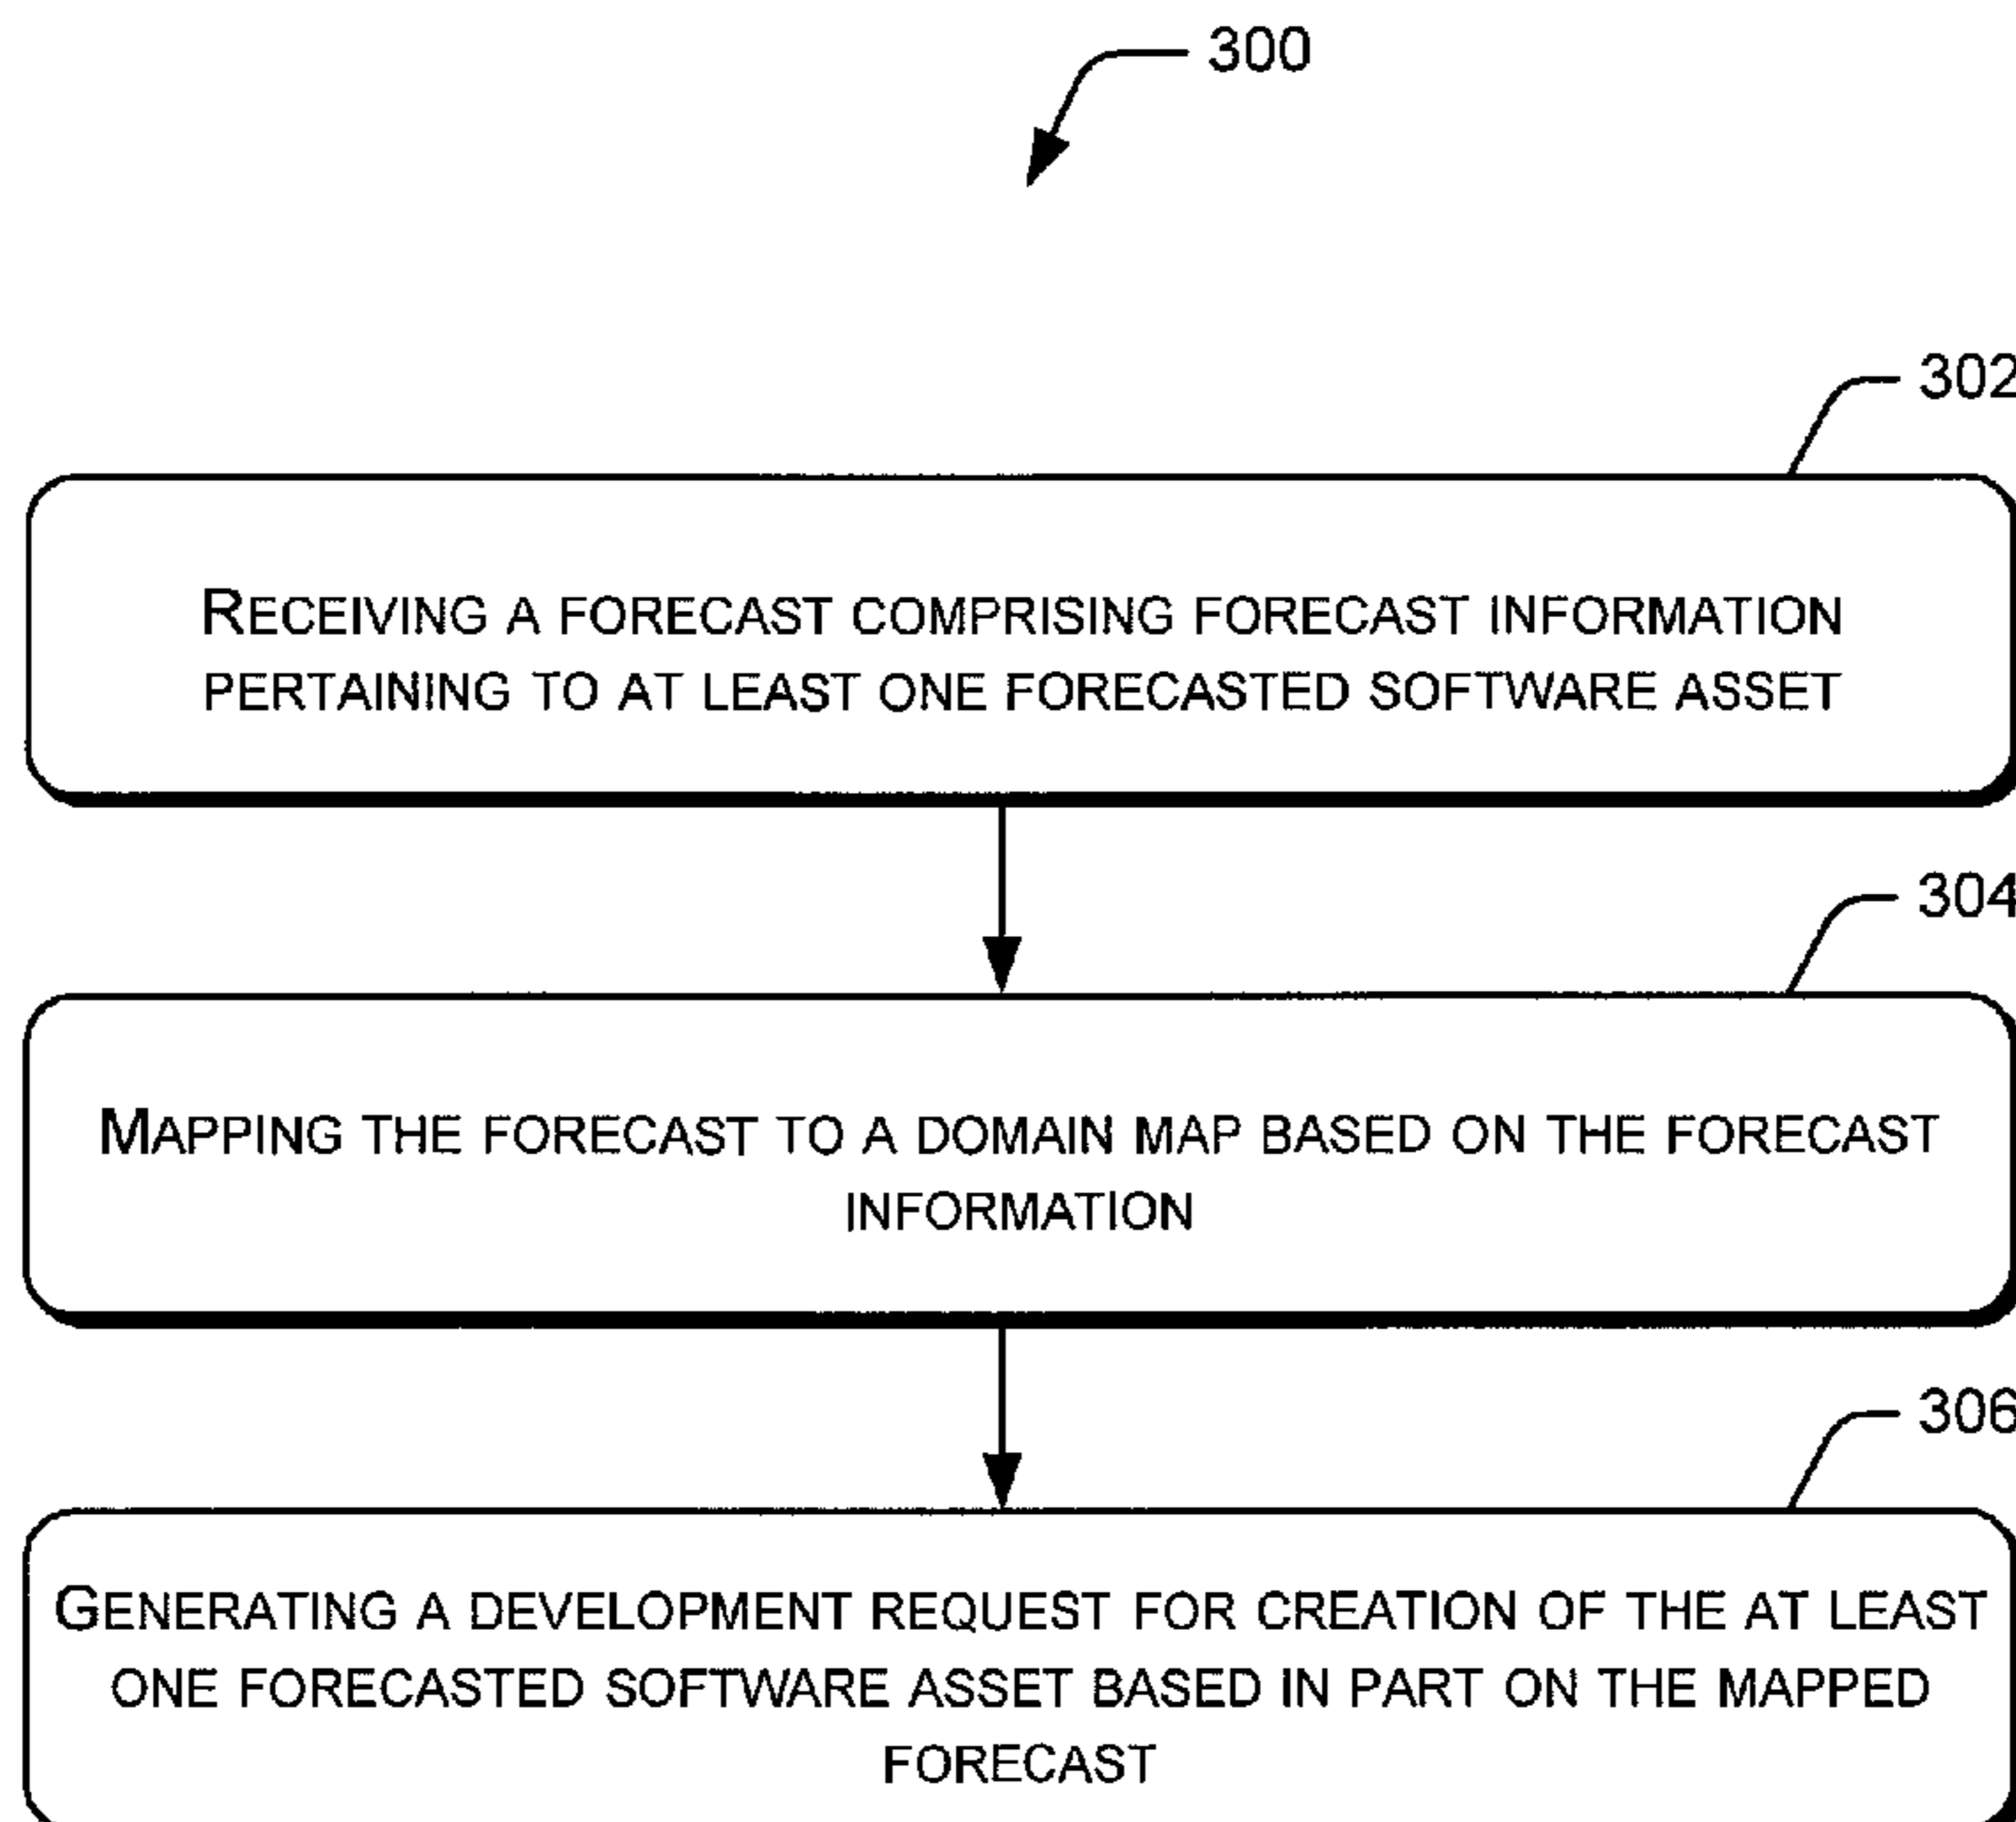 300
302
RECEIVING A FORECAST COMPRISING FORECAST INFORMATION
PERTAINING TO AT LEAST ONE FORECASTED SOFTWARE ASSET
304
MAPPING THE FORECAST TO A DOMAIN MAP BASED ON THE FORECAST
INFORMATION
306
GENERATING A DEVELOPMENT REQUEST FOR CREATION OF THE AT LEAST
ONE FORECASTED SOFTWARE ASSET BASED IN PART ON THE MAPPED
FORECAST